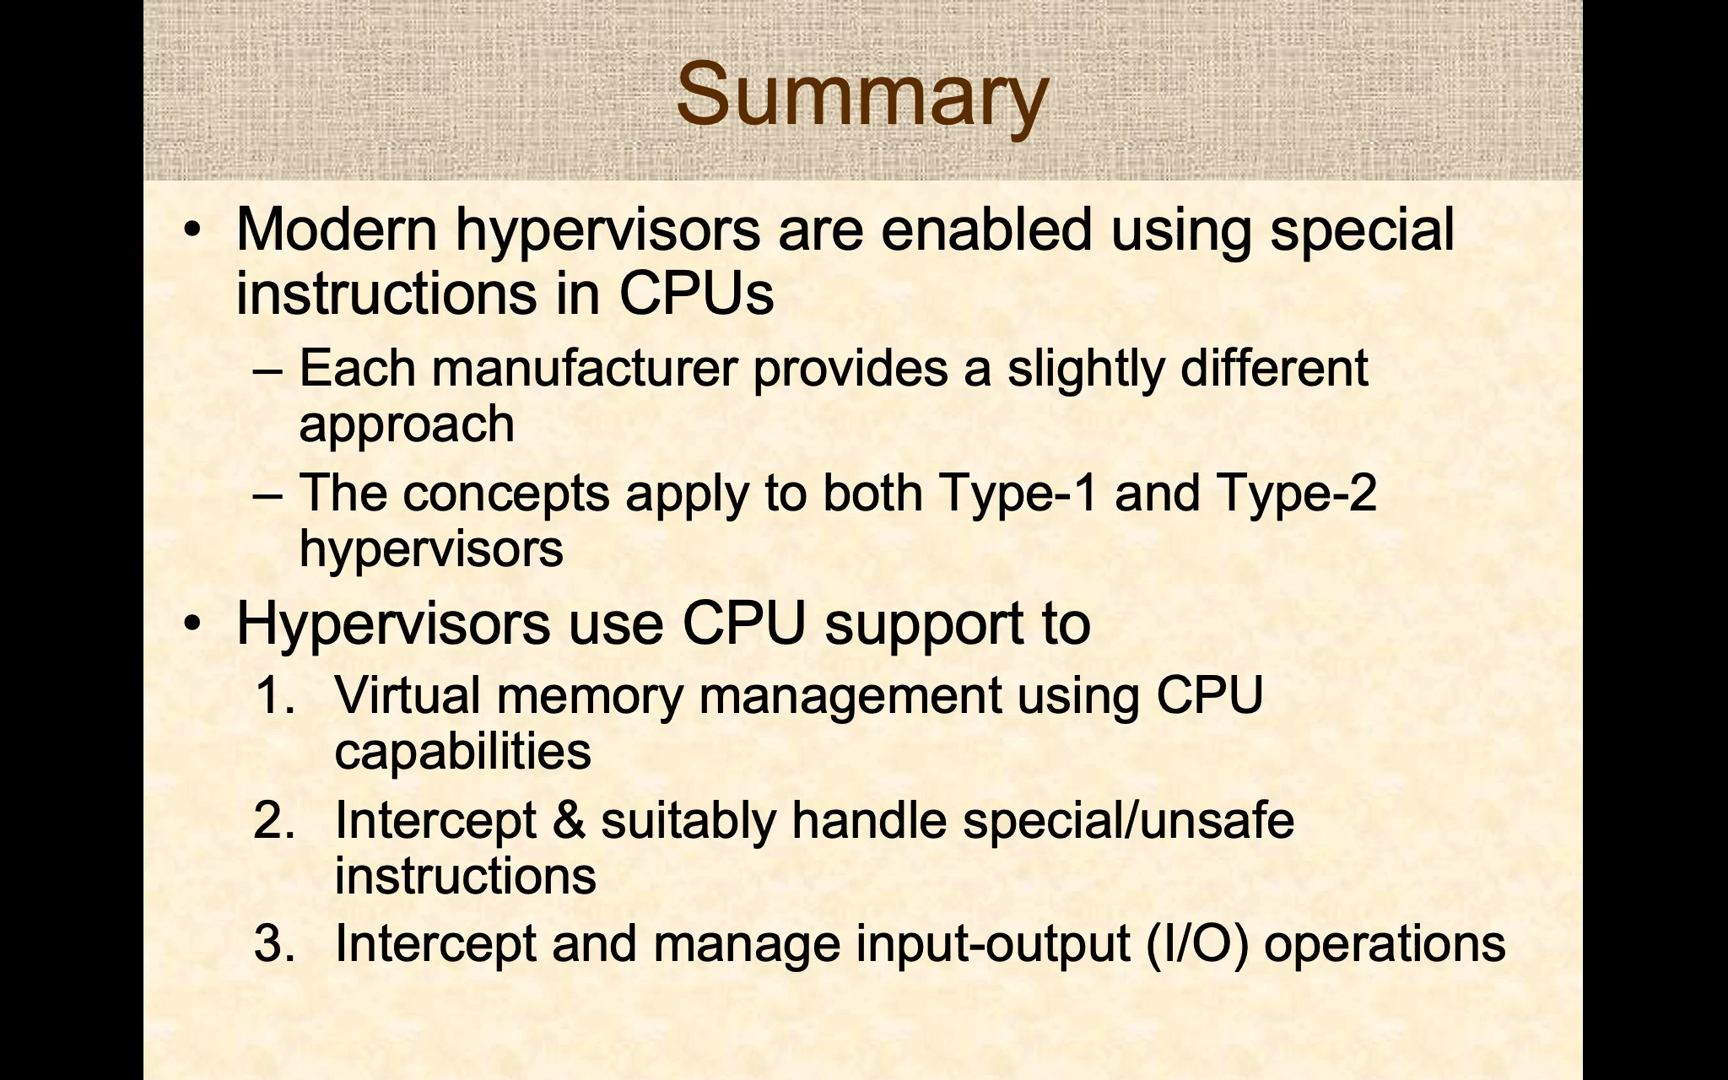 Summary
• Modern hypervisors are enabled using special
instructions in CPUs
– Each manufacturer provides a slightly different
approach
– The concepts apply to both Type-1 and Type-2
hypervisors
• Hypervisors use CPU support to
1. Virtual memory management using CPU
capabilities
2. Intercept & suitably handle special/unsafe
instructions
3. Intercept and manage input-output (I/O) operations